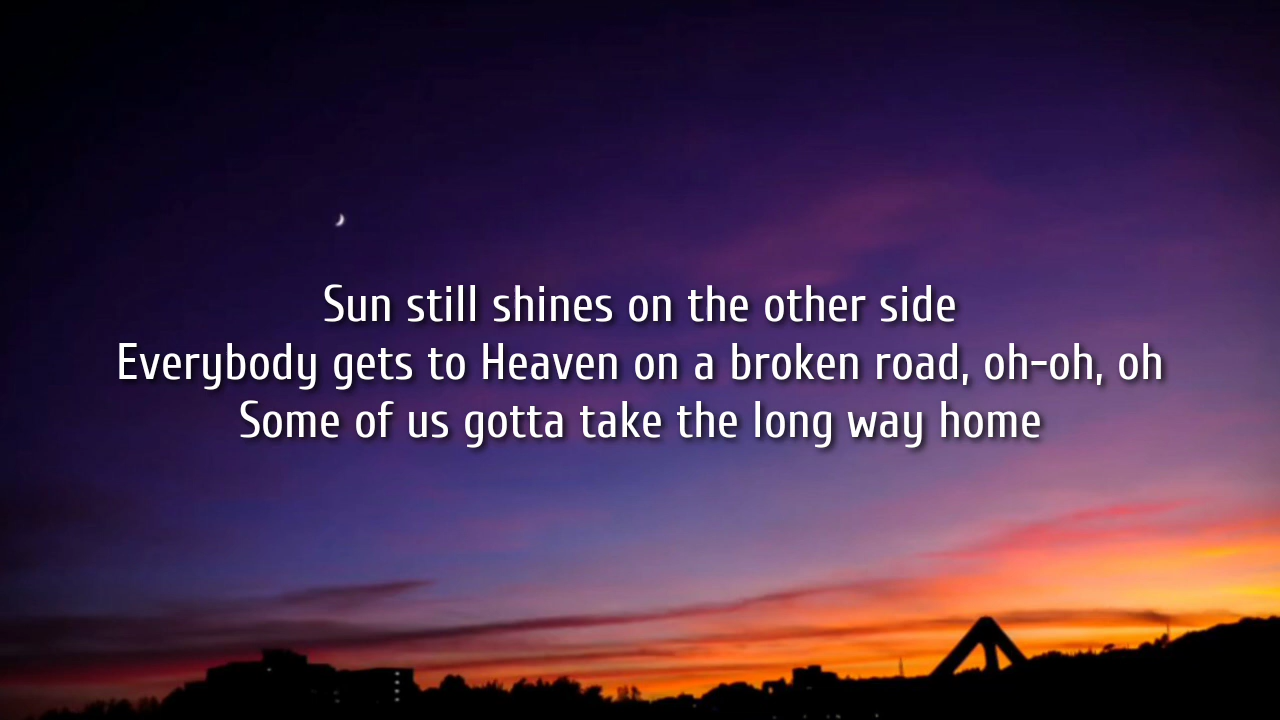 Sun still shines on the other side
Everybody gets to Heaven on a broken road, oh-oh, oh
Some of us gotta take the long way home